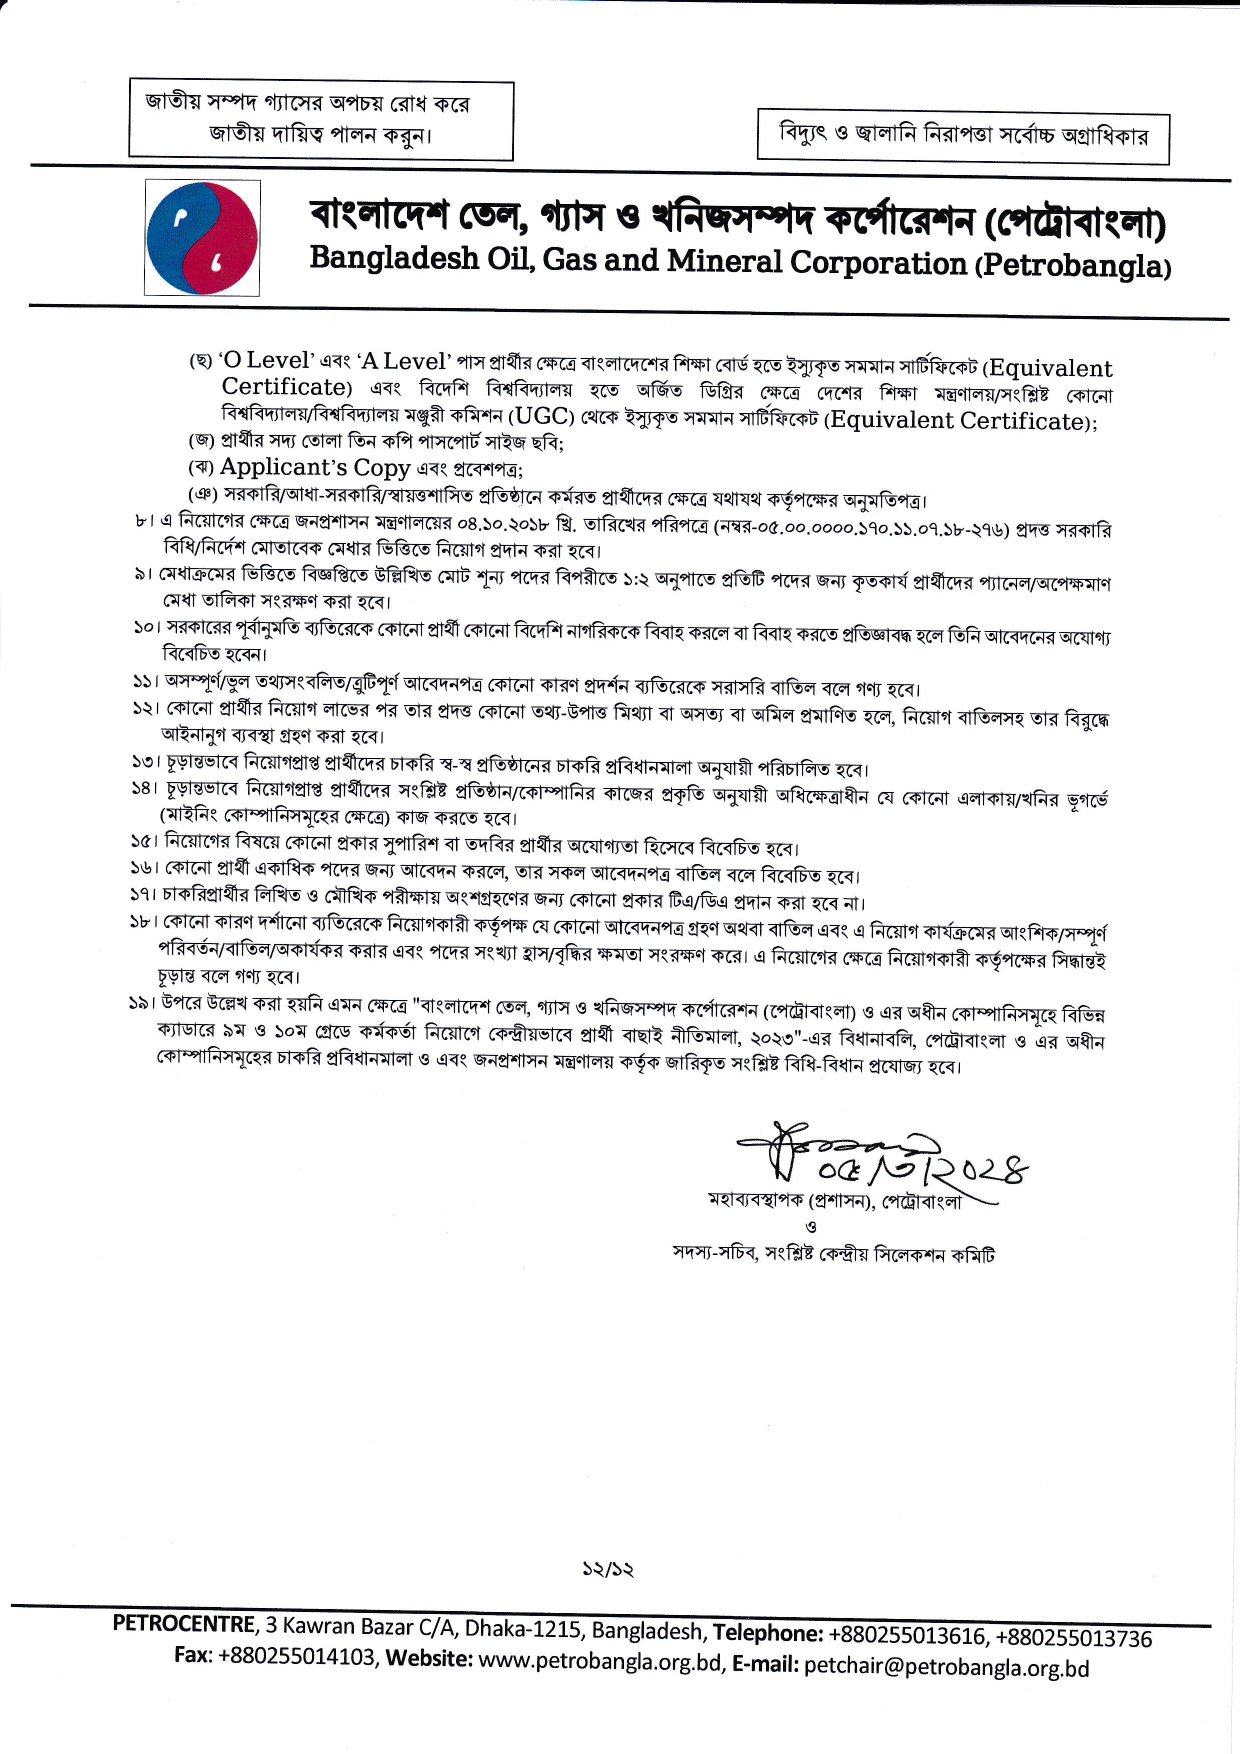 জাতীয় সম্পদ গ্যাসের অপচয় রোধ করে
জাতীয় দায়িত্ব পালন করুন।
বিদ্যুৎ ও জ্বালানি নিরাপত্তা সর্বোচ্চ অগ্রাধিকার
বাংলাদেশ তেল, গ্যাস ও খনিজসম্পদ কর্পোরেশন (পেট্রোবাংলা)
Bangladesh Oil, Gas and Mineral Corporation (Petrobangla)
(ছ) ‘O Level’ এবং ‘A Level’ পাস প্রার্থীর ক্ষেত্রে বাংলাদেশের শিক্ষা বোর্ড হতে ইস্যুকৃত সমমান সার্টিফিকেট (Equivalent
Certificate) এবং বিদেশি বিশ্ববিদ্যালয় হতে অর্জিত ডিগ্রির ক্ষেত্রে দেশের শিক্ষা মন্ত্রণালয়/সংশ্লিষ্ট কোনো
বিশ্ববিদ্যালয়/বিশ্ববিদ্যালয় মঞ্জুরী কমিশন (UGC) থেকে ইস্যুকৃত সমমান সার্টিফিকেট (Equivalent Certificate);
(জ) প্রার্থীর সদ্য তোলা তিন কপি পাসপোর্ট সাইজ ছবি;
(ঝ) Applicant’s Copy এবং প্রবেশপত্র;
(ঞ) সরকারি/আধা-সরকারি/স্বায়ত্তশাসিত প্রতিষ্ঠানে কর্মরত প্রার্থীদের ক্ষেত্রে যথাযথ কর্তৃপক্ষের অনুমতিপত্র।
৮। এ নিয়োগের ক্ষেত্রে জনপ্রশাসন মন্ত্রণালয়ের ০৪.১০.২০১৮ খ্রি. তারিখের পরিপত্রে (নম্বর-০৫.০০.০০০০.১৭০.১১.০৭.১৮-২৭৬) প্রদত্ত সরকারি
বিধি/নির্দেশ মোতাবেক মেধার ভিত্তিতে নিয়োগ প্রদান করা হবে।
৯। মেধাক্রমের ভিত্তিতে বিজ্ঞপ্তিতে উল্লিখিত মোট শূন্য পদের বিপরীতে ১:২ অনুপাতে প্রতিটি পদের জন্য কৃতকার্য প্রার্থীদের প্যানেল/অপেক্ষমাণ
মেধা তালিকা সংরক্ষণ করা হবে।
১০। সরকারের পূর্বানুমতি ব্যতিরেকে কোনো প্রার্থী কোনো বিদেশি নাগরিককে বিবাহ করলে বা বিবাহ করতে প্রতিজ্ঞাবদ্ধ হলে তিনি আবেদনের অযোগ্য
বিবেচিত হবেন।
১১। অসম্পূর্ণ/ভুল তথ্যসংবলিত/ত্রুটিপূর্ণ আবেদনপত্র কোনো কারণ প্রদর্শন ব্যতিরেকে সরাসরি বাতিল বলে গণ্য হবে।
১২। কোনো প্রার্থীর নিয়োগ লাভের পর তার প্রদত্ত কোনো তথ্য-উপাত্ত মিথ্যা বা অসত্য বা অমিল প্রমাণিত হলে, নিয়োগ বাতিলসহ তার বিরুদ্ধে
আইনানুগ ব্যবস্থা গ্রহণ করা হবে।
১৩। চূড়ান্তভাবে নিয়োগপ্রাপ্ত প্রার্থীদের চাকরি স্ব-স্ব প্রতিষ্ঠানের চাকরি প্রবিধানমালা অনুযায়ী পরিচালিত হবে।
১৪। চূড়ান্তভাবে নিয়োগপ্রাপ্ত প্রার্থীদের সংশ্লিষ্ট প্রতিষ্ঠান/কোম্পানির কাজের প্রকৃতি অনুযায়ী অধিক্ষেত্রাধীন যে কোনো এলাকায়/খনির ভূগর্ভে
(মাইনিং কোম্পানিসমূহের ক্ষেত্রে) কাজ করতে হবে।
১৫। নিয়োগের বিষয়ে কোনো প্রকার সুপারিশ বা তদবির প্রার্থীর অযোগ্যতা হিসেবে বিবেচিত হবে।
১৬। কোনো প্রার্থী একাধিক পদের জন্য আবেদন করলে, তার সকল আবেদনপত্র বাতিল বলে বিবেচিত হবে।
১৭। চাকরিপ্রার্থীর লিখিত ও মৌখিক পরীক্ষায় অংশগ্রহণের জন্য কোনো প্রকার টিএ/ডিএ প্রদান করা হবে না।
১৮। কোনো কারণ দর্শানো ব্যতিরেকে নিয়োগকারী কর্তৃপক্ষ যে কোনো আবেদনপত্র গ্রহণ অথবা বাতিল এবং এ নিয়োগ কার্যক্রমের আংশিক/সম্পূর্ণ
পরিবর্তন/বাতিল/অকার্যকর করার এবং পদের সংখ্যা হ্রাস/বৃদ্ধির ক্ষমতা সংরক্ষণ করে। এ নিয়োগের ক্ষেত্রে নিয়োগকারী কর্তৃপক্ষের সিদ্ধান্তই
চূড়ান্ত বলে গণ্য হবে।
১৯। উপরে উল্লেখ করা হয়নি এমন ক্ষেত্রে "বাংলাদেশ তেল, গ্যাস ও খনিজসম্পদ কর্পোরেশন (পেট্রোবাংলা) ও এর অধীন কোম্পানিসমূহে বিভিন্ন
ক্যাডারে ৯ম ও ১০ম গ্রেডে কর্মকর্তা নিয়োগে কেন্দ্রীয়ভাবে প্রার্থী বাছাই নীতিমালা, ২০২৩"-এর বিধানাবলি, পেট্রোবাংলা ও এর অধীন
কোম্পানিসমূহের চাকরি প্রবিধানমালা ও এবং জনপ্রশাসন মন্ত্রণালয় কর্তৃক জারিকৃত সংশ্লিষ্ট বিধি-বিধান প্রযোজ্য হবে।
০৫/৩/২০২৪
মহাব্যবস্থাপক (প্রশাসন), পেট্রোবাংলা
ও
সদস্য-সচিব, সংশ্লিষ্ট কেন্দ্রীয় সিলেকশন কমিটি
১২/১২
PETROCENTRE, 3 Kawran Bazar C/A, Dhaka-1215, Bangladesh, Telephone: +880255013616, +880255013736
Fax: +880255014103, Website: www.petrobangla.org.bd, E-mail: petchair@petrobangla.org.bd